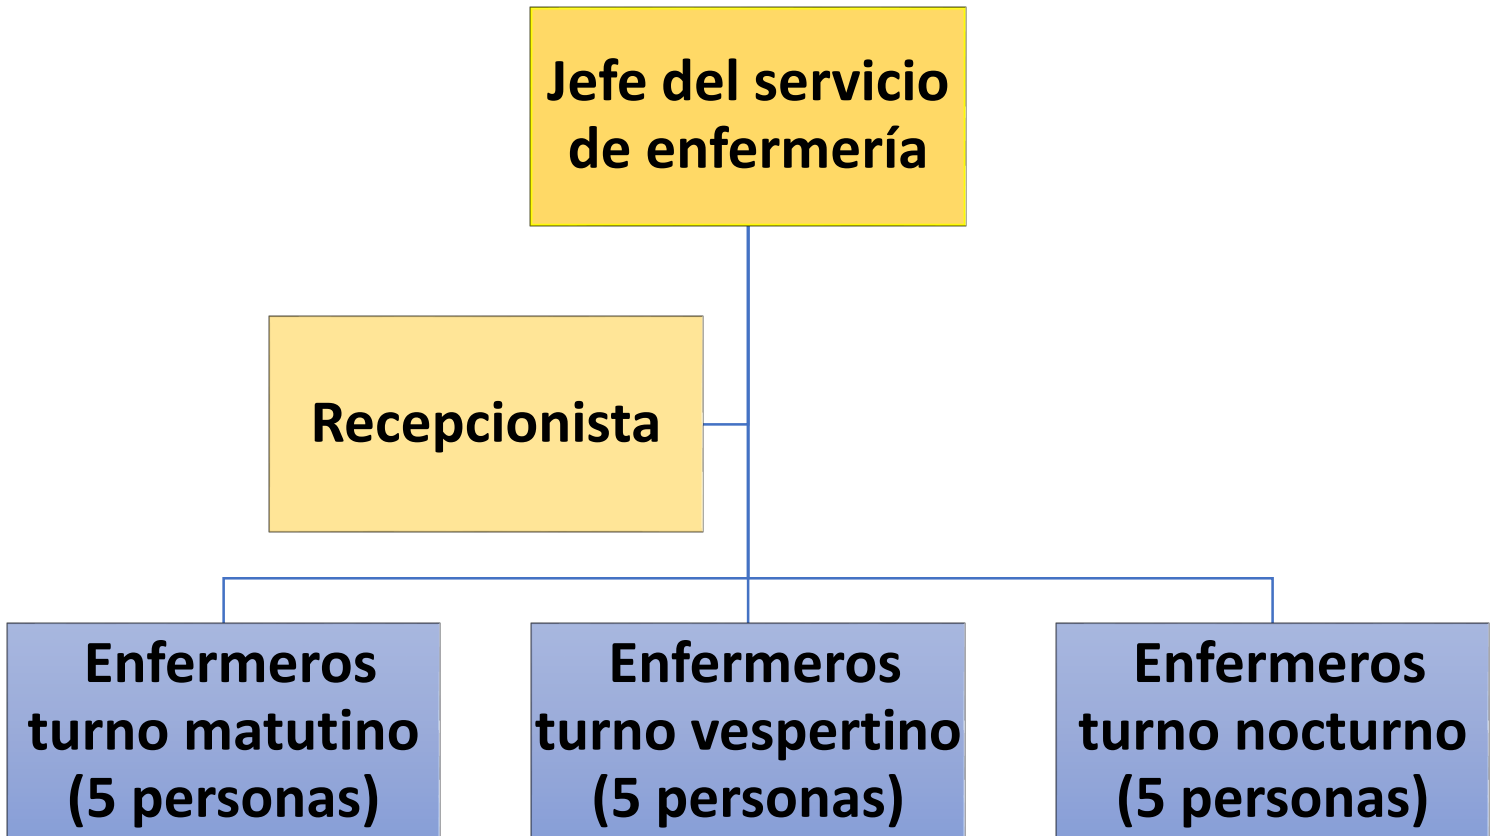 Jefe del servicio
de enfermería
Recepcionista
Enfermeros
turno matutino
(5 personas)
Enfermeros
turno vespertino
(5 personas)
Enfermeros
turno nocturno
(5 personas)